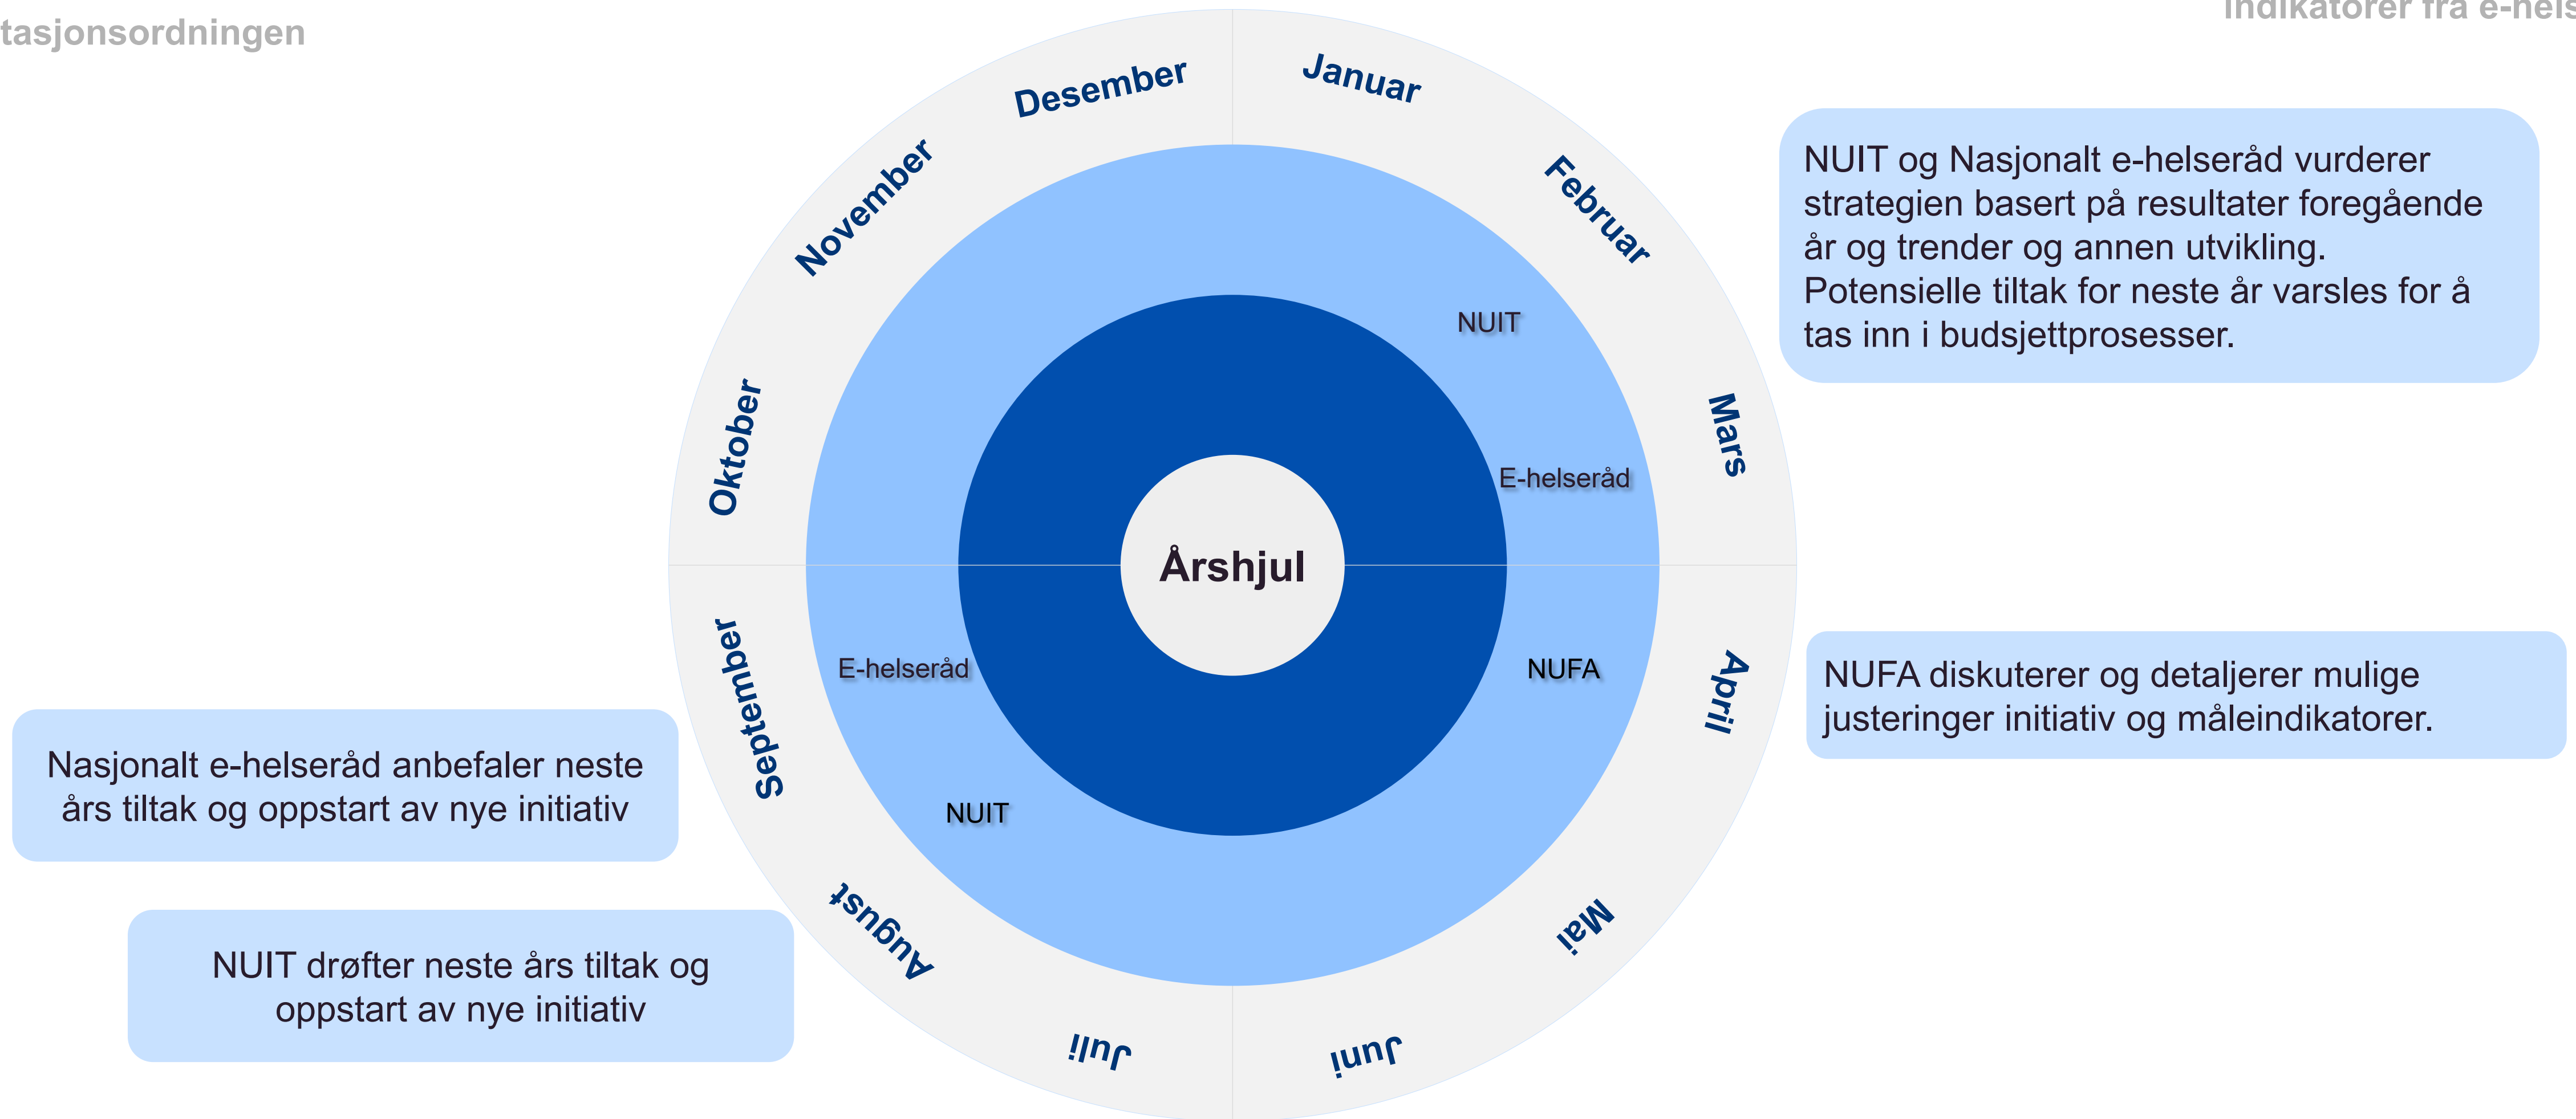 tasjonsordningen
Indikatorer fra e-hels
Januar
Februar
Mars
April
Mai
Juni
Juli
August
September
Oktober
November
Desember
NUIT
E-helseråd
NUFA
NUIT
E-helseråd
Årshjul
NUIT og Nasjonalt e-helseråd vurderer
strategien basert på resultater foregående
år og trender og annen utvikling.
Potensielle tiltak for neste år varsles for å
tas inn i budsjettprosesser.
NUFA diskuterer og detaljerer mulige
justeringer initiativ og måleindikatorer.
Nasjonalt e-helseråd anbefaler neste
års tiltak og oppstart av nye initiativ
NUIT drøfter neste års tiltak og
oppstart av nye initiativ